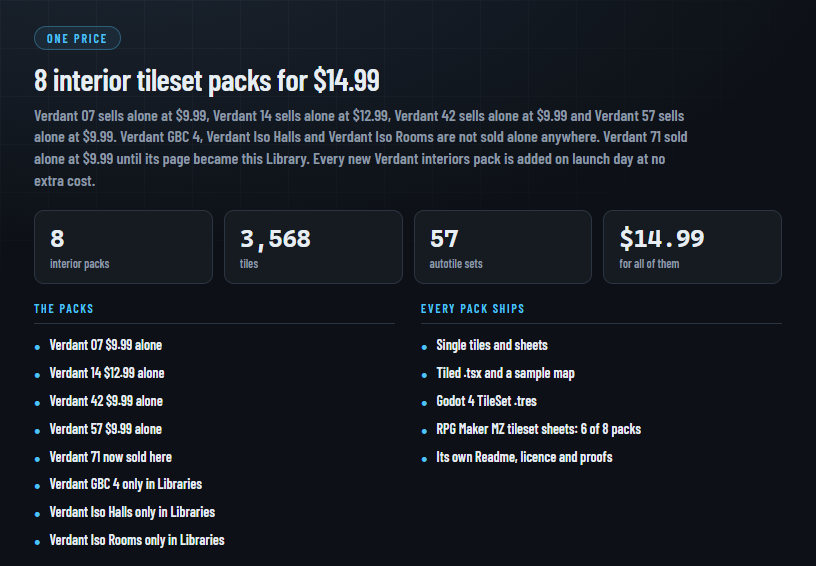 ONE PRICE
8 interior tileset packs for $14.99
Verdant 07 sells alone at $9.99, Verdant 14 sells alone at $12.99, Verdant 42 sells alone at $9.99 and Verdant 57 sells
alone at $9.99. Verdant GBC 4, Verdant Iso Halls and Verdant Iso Rooms are not sold alone anywhere. Verdant 71 sold
alone at $9.99 until its page became this Library. Every new Verdant interiors pack is added on launch day at no
extra cost.
8
interior packs
3,568
tiles
57
autotile sets
$14.99
for all of them
THE PACKS
Verdant 07 $9.99 alone
Verdant 14 $12.99 alone
Verdant 42 $9.99 alone
Verdant 57 $9.99 alone
Verdant 71 now sold here
Verdant GBC 4 only in Libraries
Verdant Iso Halls only in Libraries
Verdant Iso Rooms only in Libraries
EVERY PACK SHIPS
Single tiles and sheets
Tiled .tsx and a sample map
Godot 4 TileSet .tres
RPG Maker MZ tileset sheets: 6 of 8 packs
Its own Readme, licence and proofs